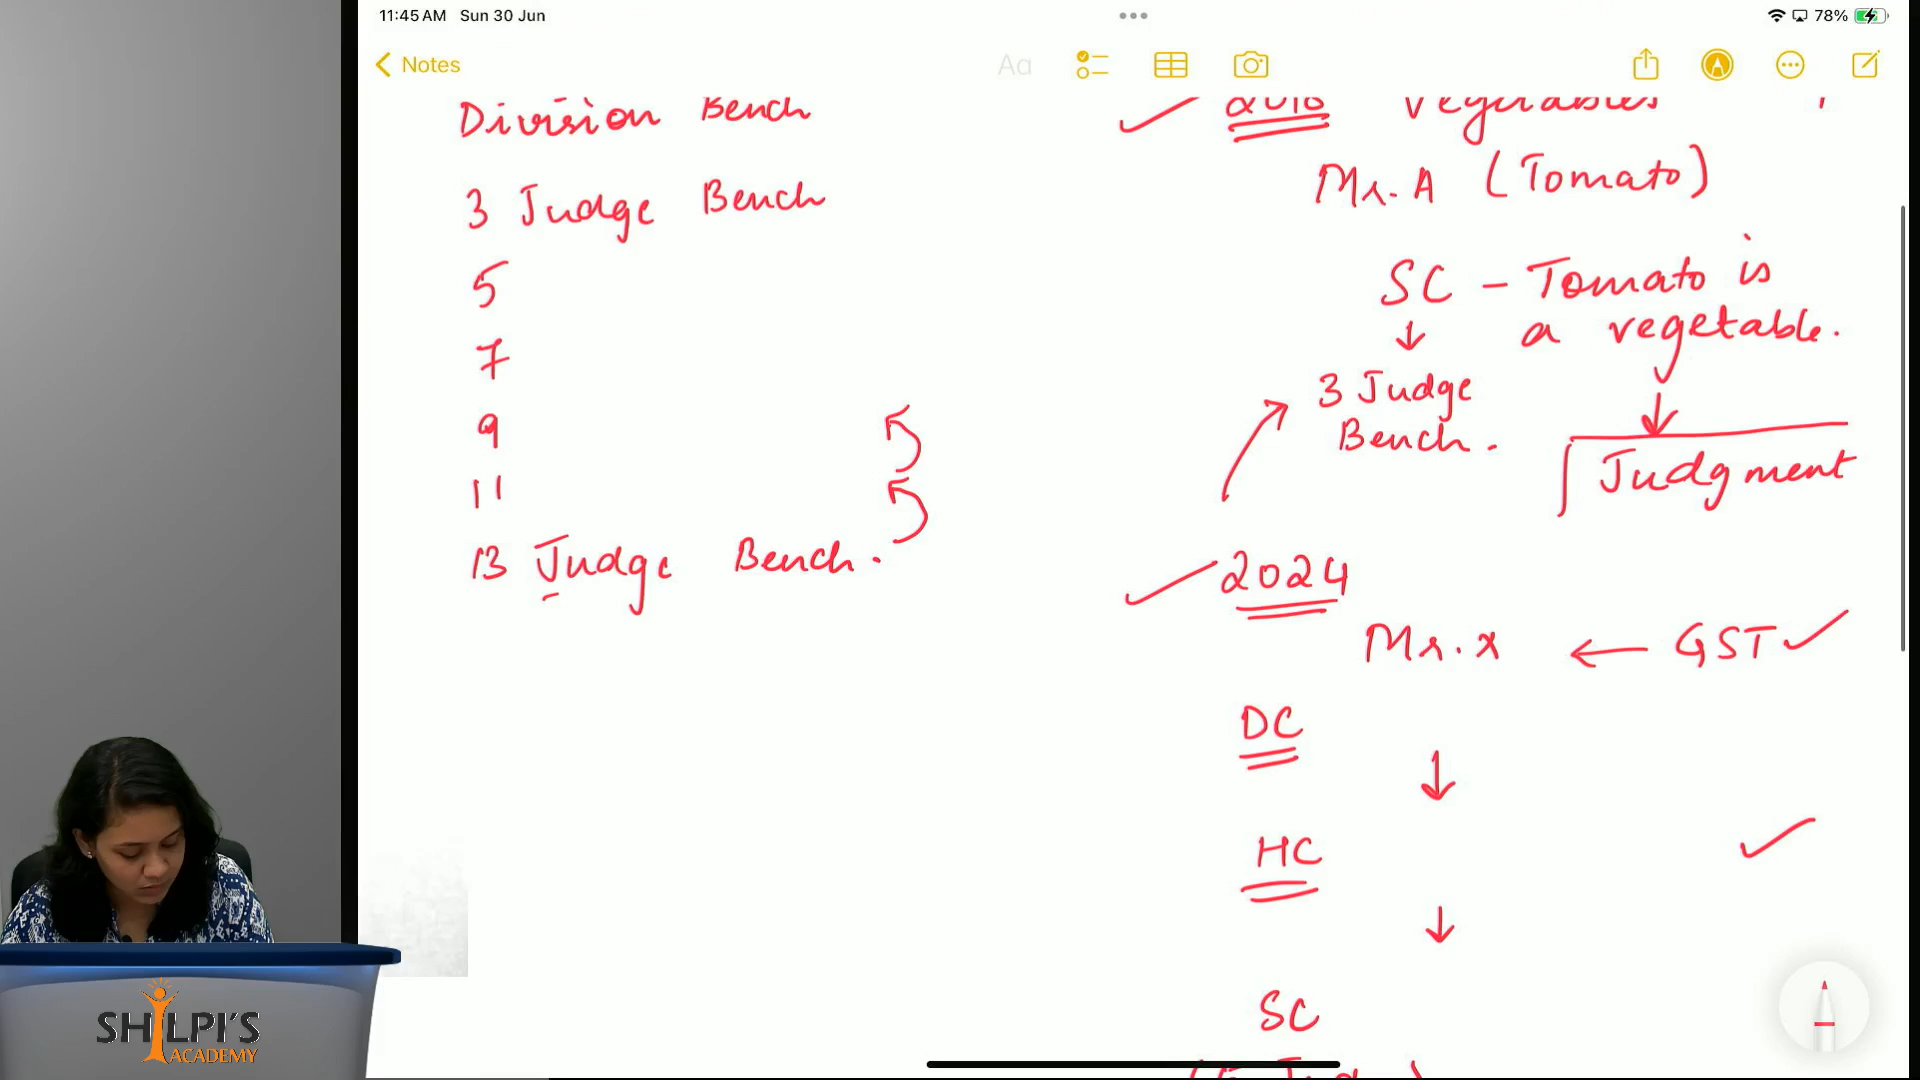 11:45 AM Sun 30 Jun
78%
Notes
Aa
Division Bench
3 Judge Bench
5
7
9
11
13 Judge Bench.
2018 Vegetables
Mr. A (Tomato)
SC – Tomato is
a vegetable.
3 Judge
Bench.
Judgment
2024
Mr. X ← GST
DC
HC
SC
SHILPI'S
ACADEMY